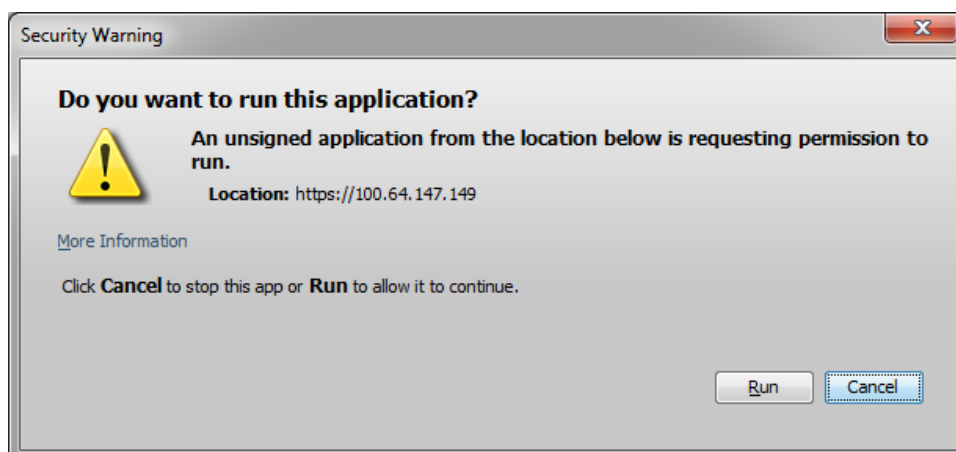 Security Warning
Do you want to run this application?
An unsigned application from the location below is requesting permission to
run.
Location: https://100.64.147.149
More Information
Click Cancel to stop this app or Run to allow it to continue.
Run Cancel